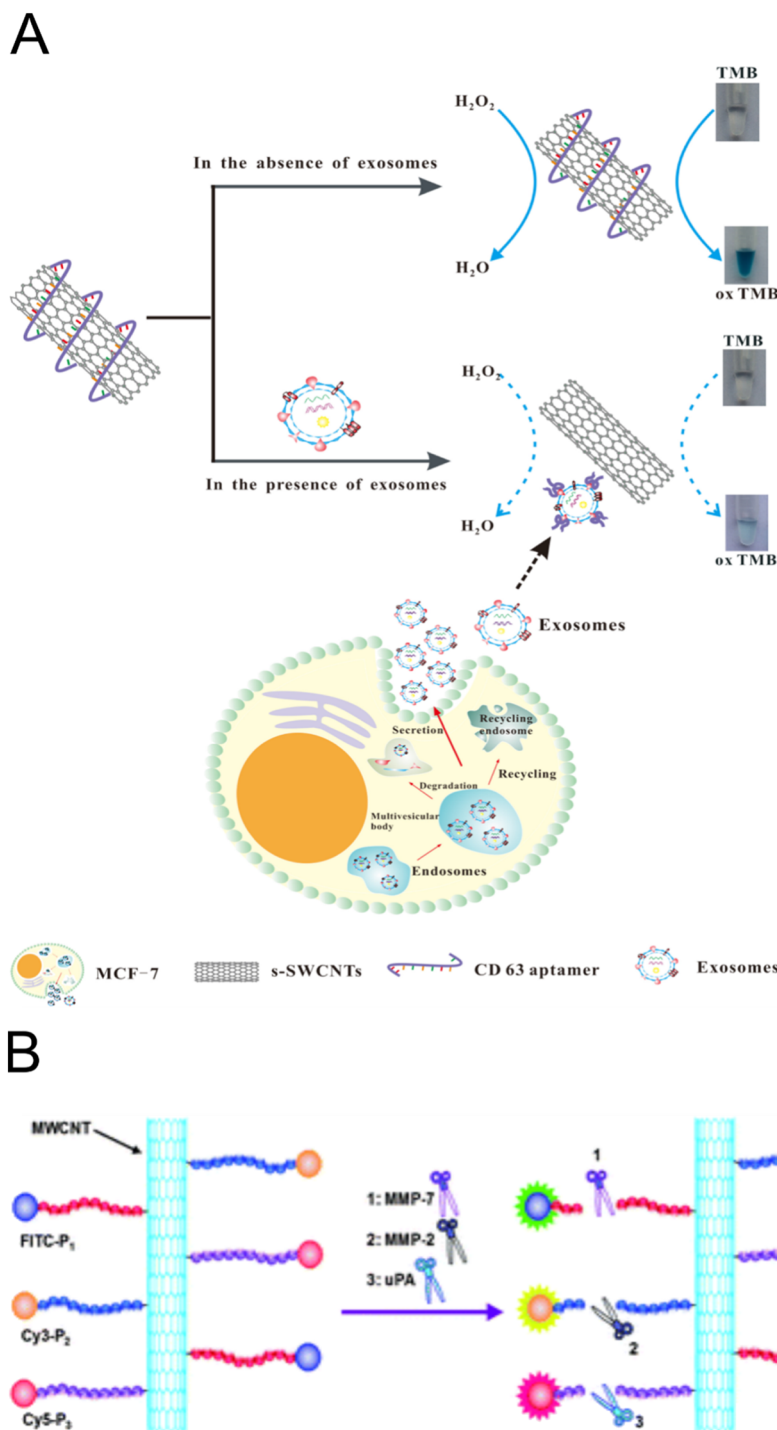 A
TMB
H2O2
In the absence of exosomes
H2O
ox TMB
TMB
H2O2
In the presence of exosomes
H2O
ox TMB
Exosomes
Secretion
Recycling
endosome
Degradation
Recycling
Multivesicular
body
Endosomes
MCF-7
s-SWCNTs
CD 63 aptamer
Exosomes
B
MWCNT
1
1: MMP-7
FITC-P1
2: MMP-2
3: uPA
Cy3-P2
2
Cy5-P3
3